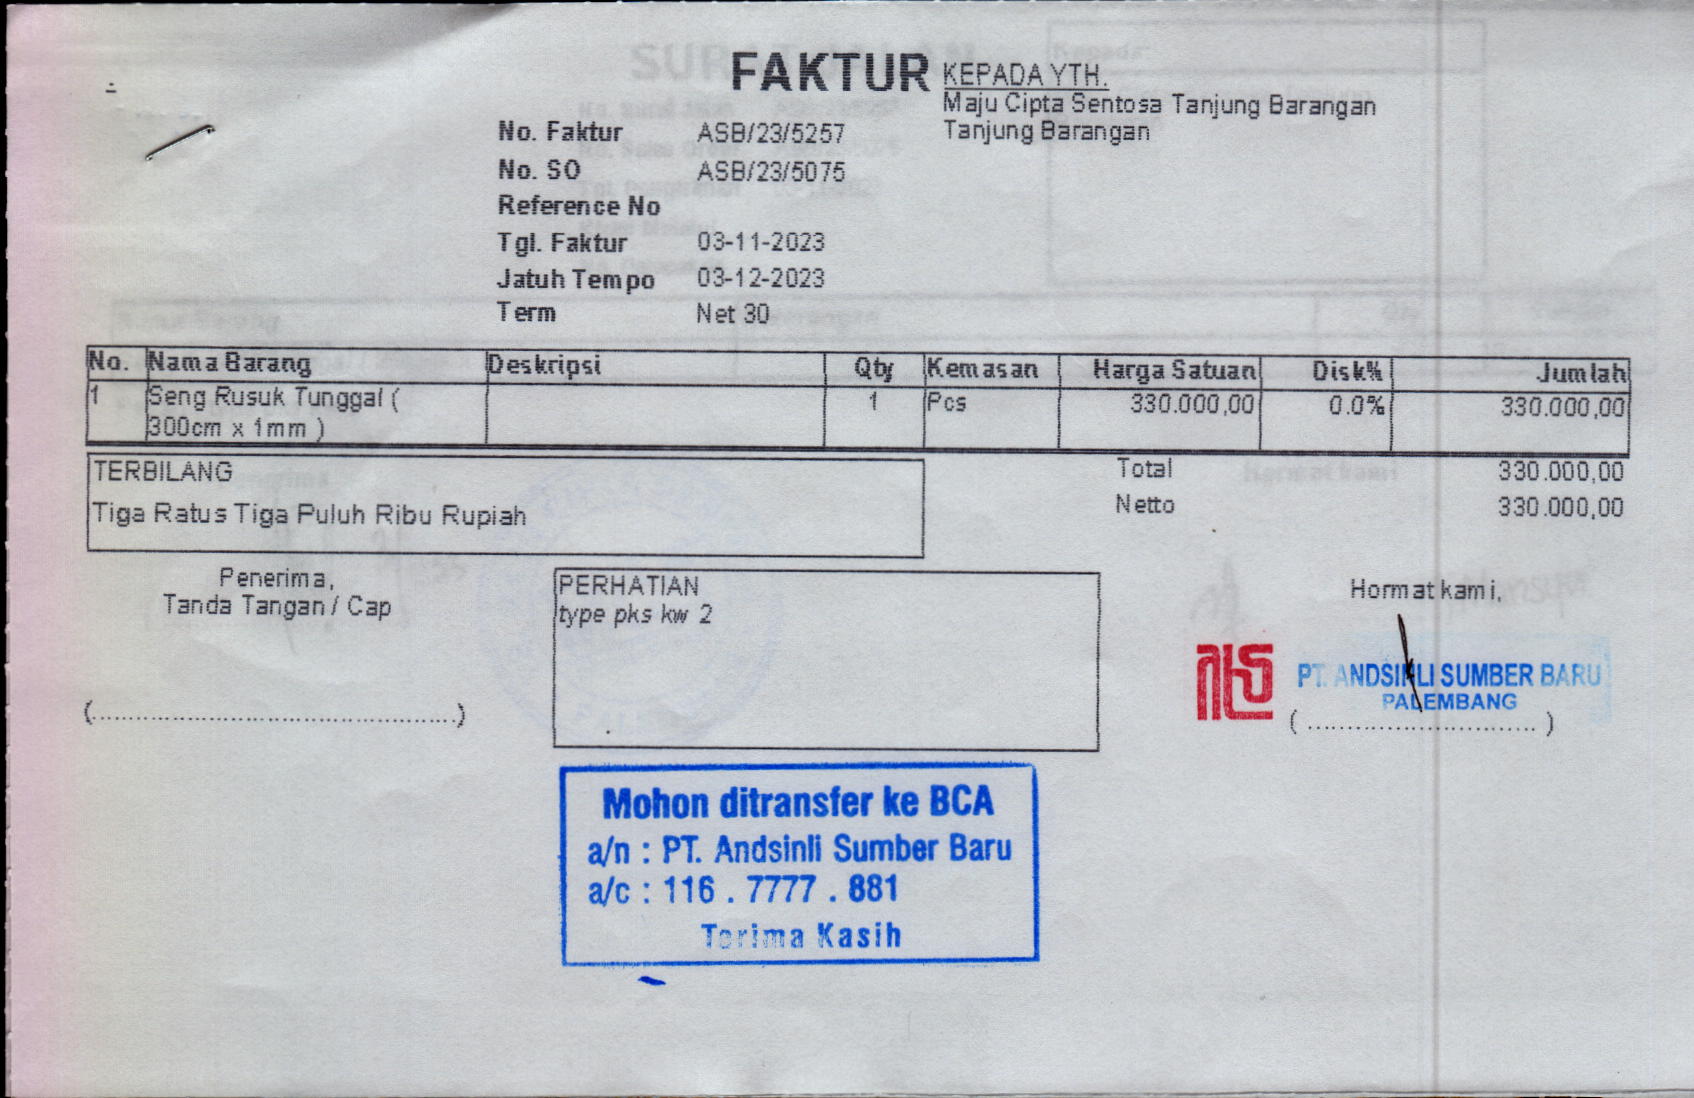 FAKTUR
KEPADA YTH.
Maju Cipta Sentosa Tanjung Barangan
Tanjung Barangan
No. Faktur ASB/23/5257
No. SO ASB/23/5075
Reference No
Tgl. Faktur 03-11-2023
Jatuh Tempo 03-12-2023
Term Net 30
No. Nama Barang Deskripsi Qty Kemasan Harga Satuan Disk% Jumlah
1 Seng Rusuk Tunggal ( 1 Pcs 330.000,00 0.0% 330.000,00
300cm x 1mm )
TERBILANG
Tiga Ratus Tiga Puluh Ribu Rupiah
Total 330.000,00
Netto 330.000,00
Penerima,
Tanda Tangan / Cap
(................................................)
PERHATIAN
type pks kw 2
Hormat kami,
PT. ANDSINLI SUMBER BARU
PALEMBANG
( .............................. )
Mohon ditransfer ke BCA
a/n : PT. Andsinli Sumber Baru
a/c : 116 . 7777 . 881
Terima Kasih